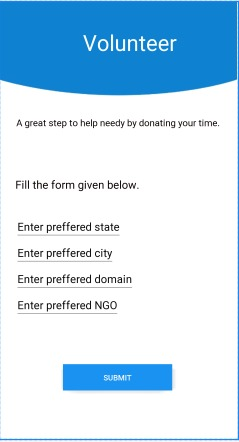 Volunteer
A great step to help needy by donating your time.
Fill the form given below.
Enter preffered state
Enter preffered city
Enter preffered domain
Enter preffered NGO
SUBMIT